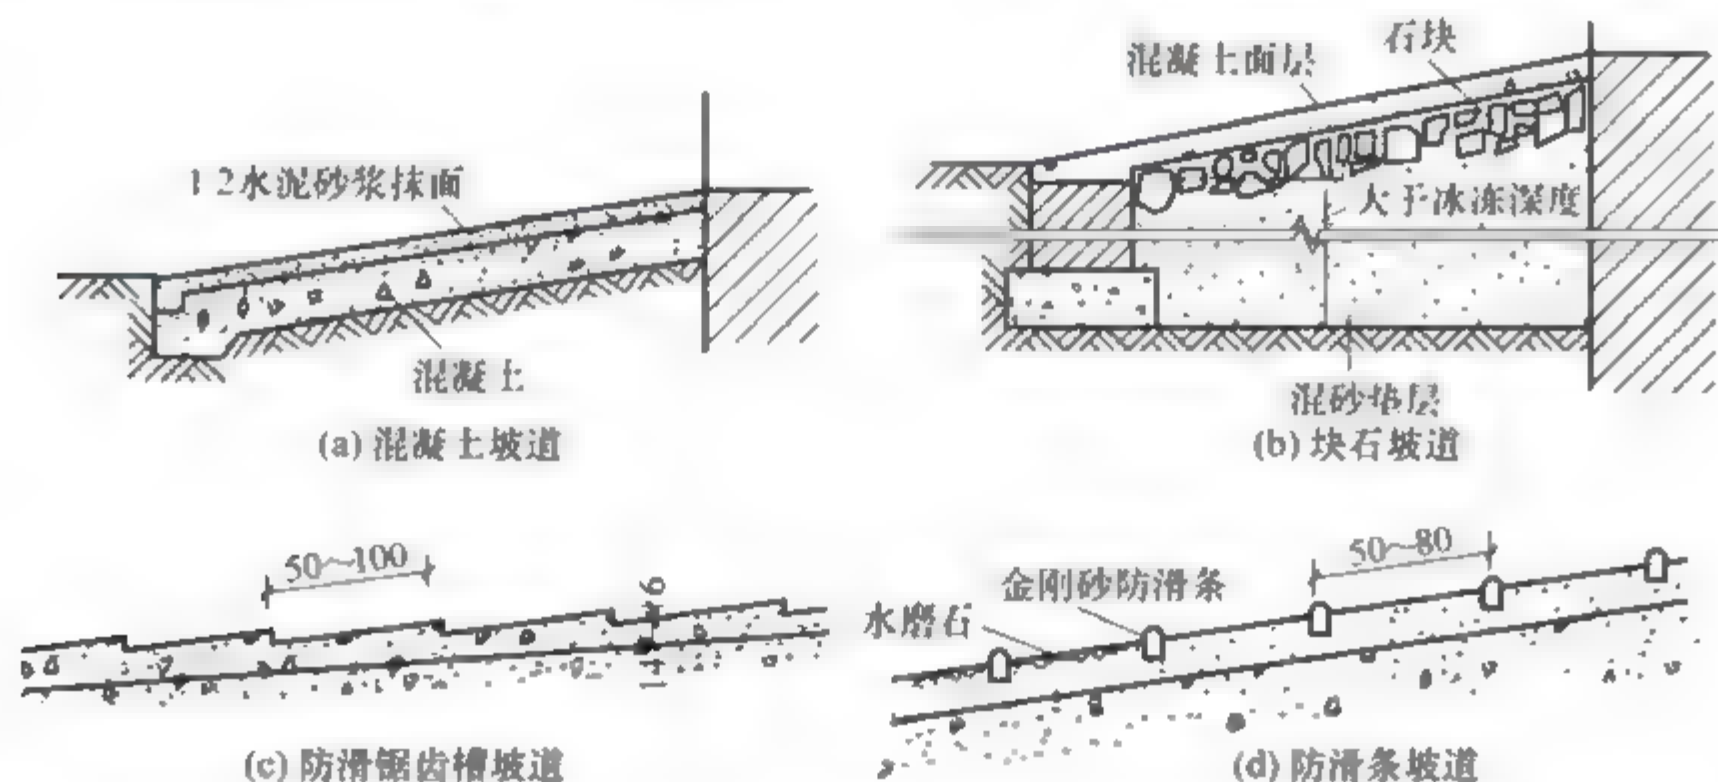 1 2水泥砂浆抹面
混凝土
(a) 混凝土坡道
混凝土面层
石块
大于冰冻深度
混砂垫层
(b) 块石坡道
50~100
6
(c) 防滑锯齿槽坡道
50~80
金刚砂防滑条
水磨石
(d) 防滑条坡道